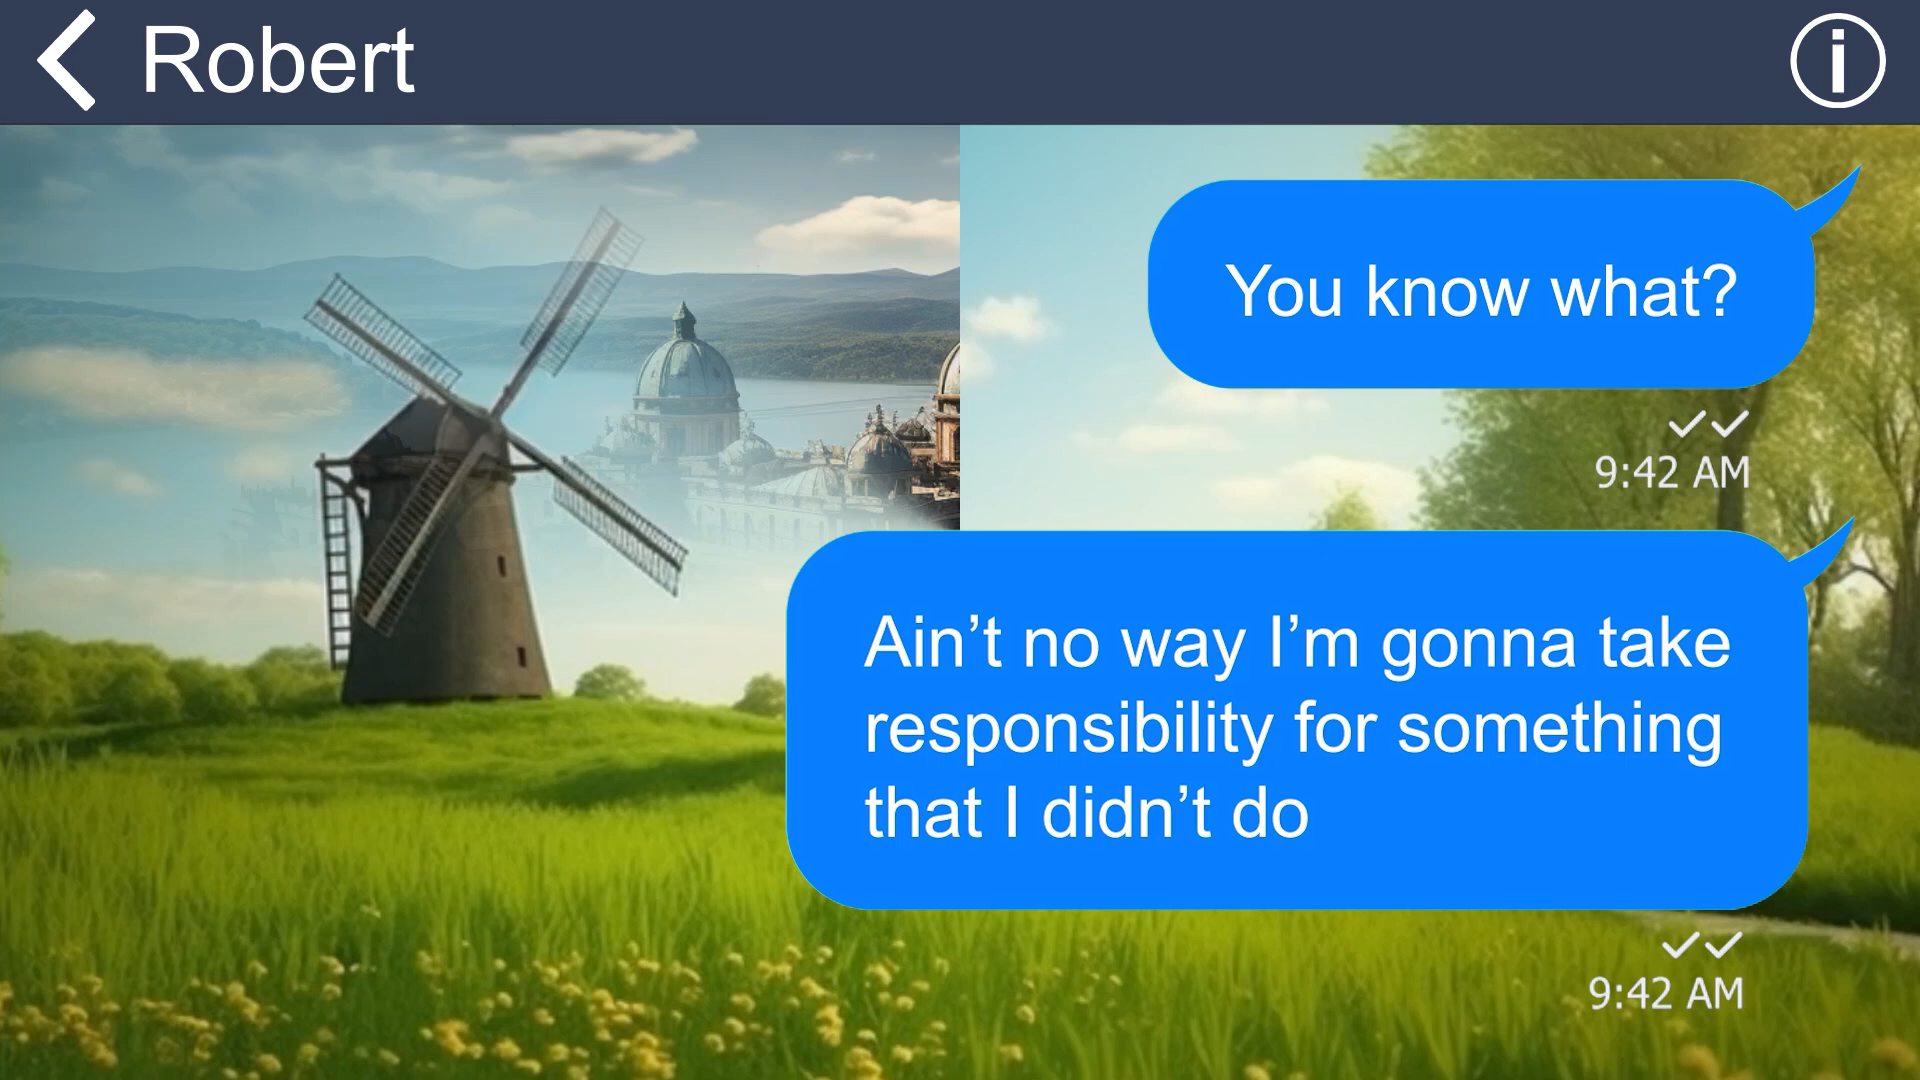 Robert
You know what?
9:42 AM
Ain’t no way I’m gonna take
responsibility for something
that I didn’t do
9:42 AM